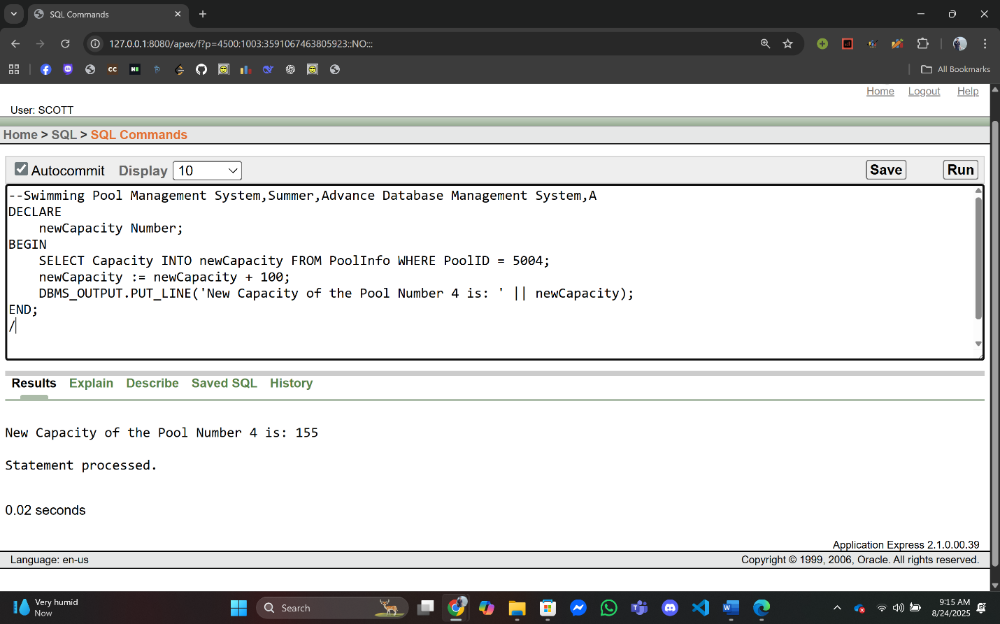 SQL Commands
127.0.0.1:8080/apex/f?p=4500:1003:3591067463805923::NO:::
All Bookmarks
Home Logout Help
User: SCOTT
Home > SQL > SQL Commands
Autocommit Display 10 Save Run
--Swimming Pool Management System,Summer,Advance Database Management System,A
DECLARE
    newCapacity Number;
BEGIN
    SELECT Capacity INTO newCapacity FROM PoolInfo WHERE PoolID = 5004;
    newCapacity := newCapacity + 100;
    DBMS_OUTPUT.PUT_LINE('New Capacity of the Pool Number 4 is: ' || newCapacity);
END;
/
Results Explain Describe Saved SQL History
New Capacity of the Pool Number 4 is: 155
Statement processed.
0.02 seconds
Application Express 2.1.0.00.39
Language: en-us Copyright © 1999, 2006, Oracle. All rights reserved.
Very humid
Now
Search
9:15 AM
8/24/2025